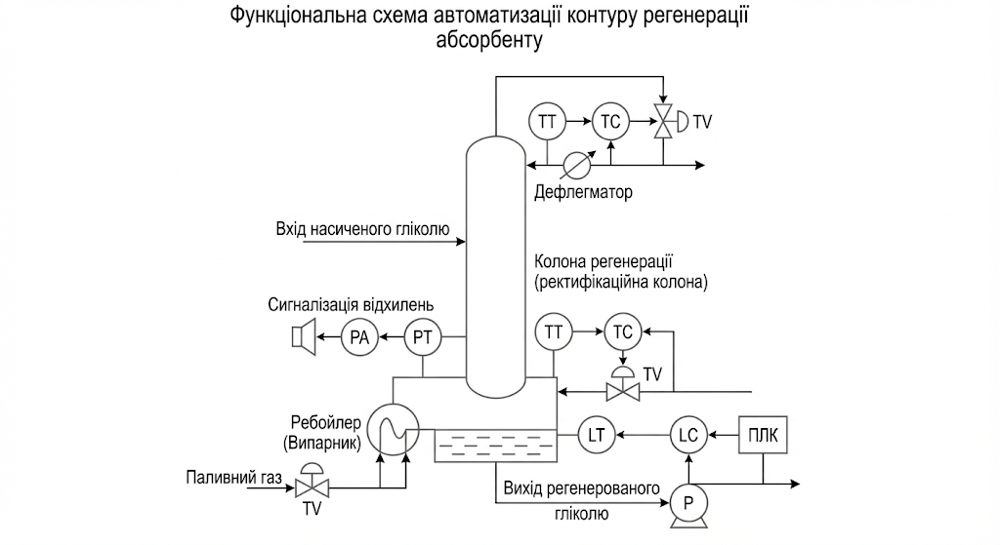 Функціональна схема автоматизації контуру регенерації
абсорбенту
TT
TC
TV
Дефлегматор
Вхід насиченого гліколю
Колона регенерації
(ректифікаційна колона)
Сигналізація відхилень
PA
PT
TT
TC
TV
Ребойлер
(Випарник)
LT
LC
ПЛК
Паливний газ
TV
Вихід регенерованого
гліколю
P